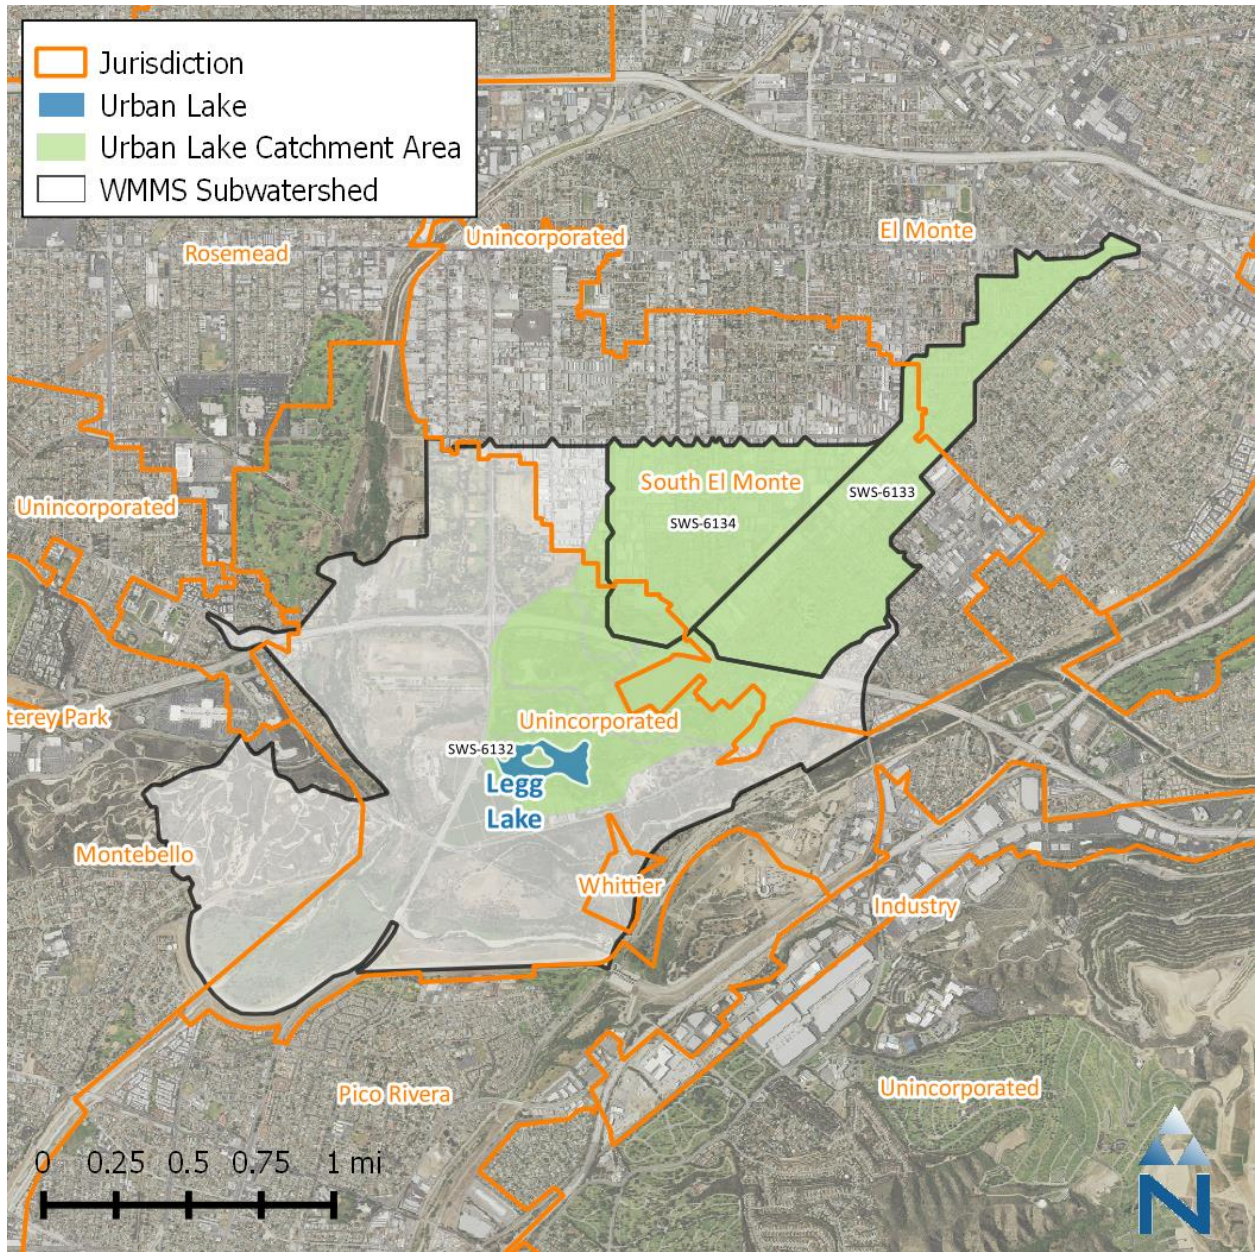 Jurisdiction
Urban Lake
Urban Lake Catchment Area
WMMS Subwatershed
Rosemead
Unincorporated
El Monte
Unincorporated
South El Monte
SWS-6133
SWS-6134
terey Park
Unincorporated
SWS-6132
Legg
Lake
Montebello
Whittier
Industry
Pico Rivera
Unincorporated
0 0.25 0.5 0.75 1 mi
N